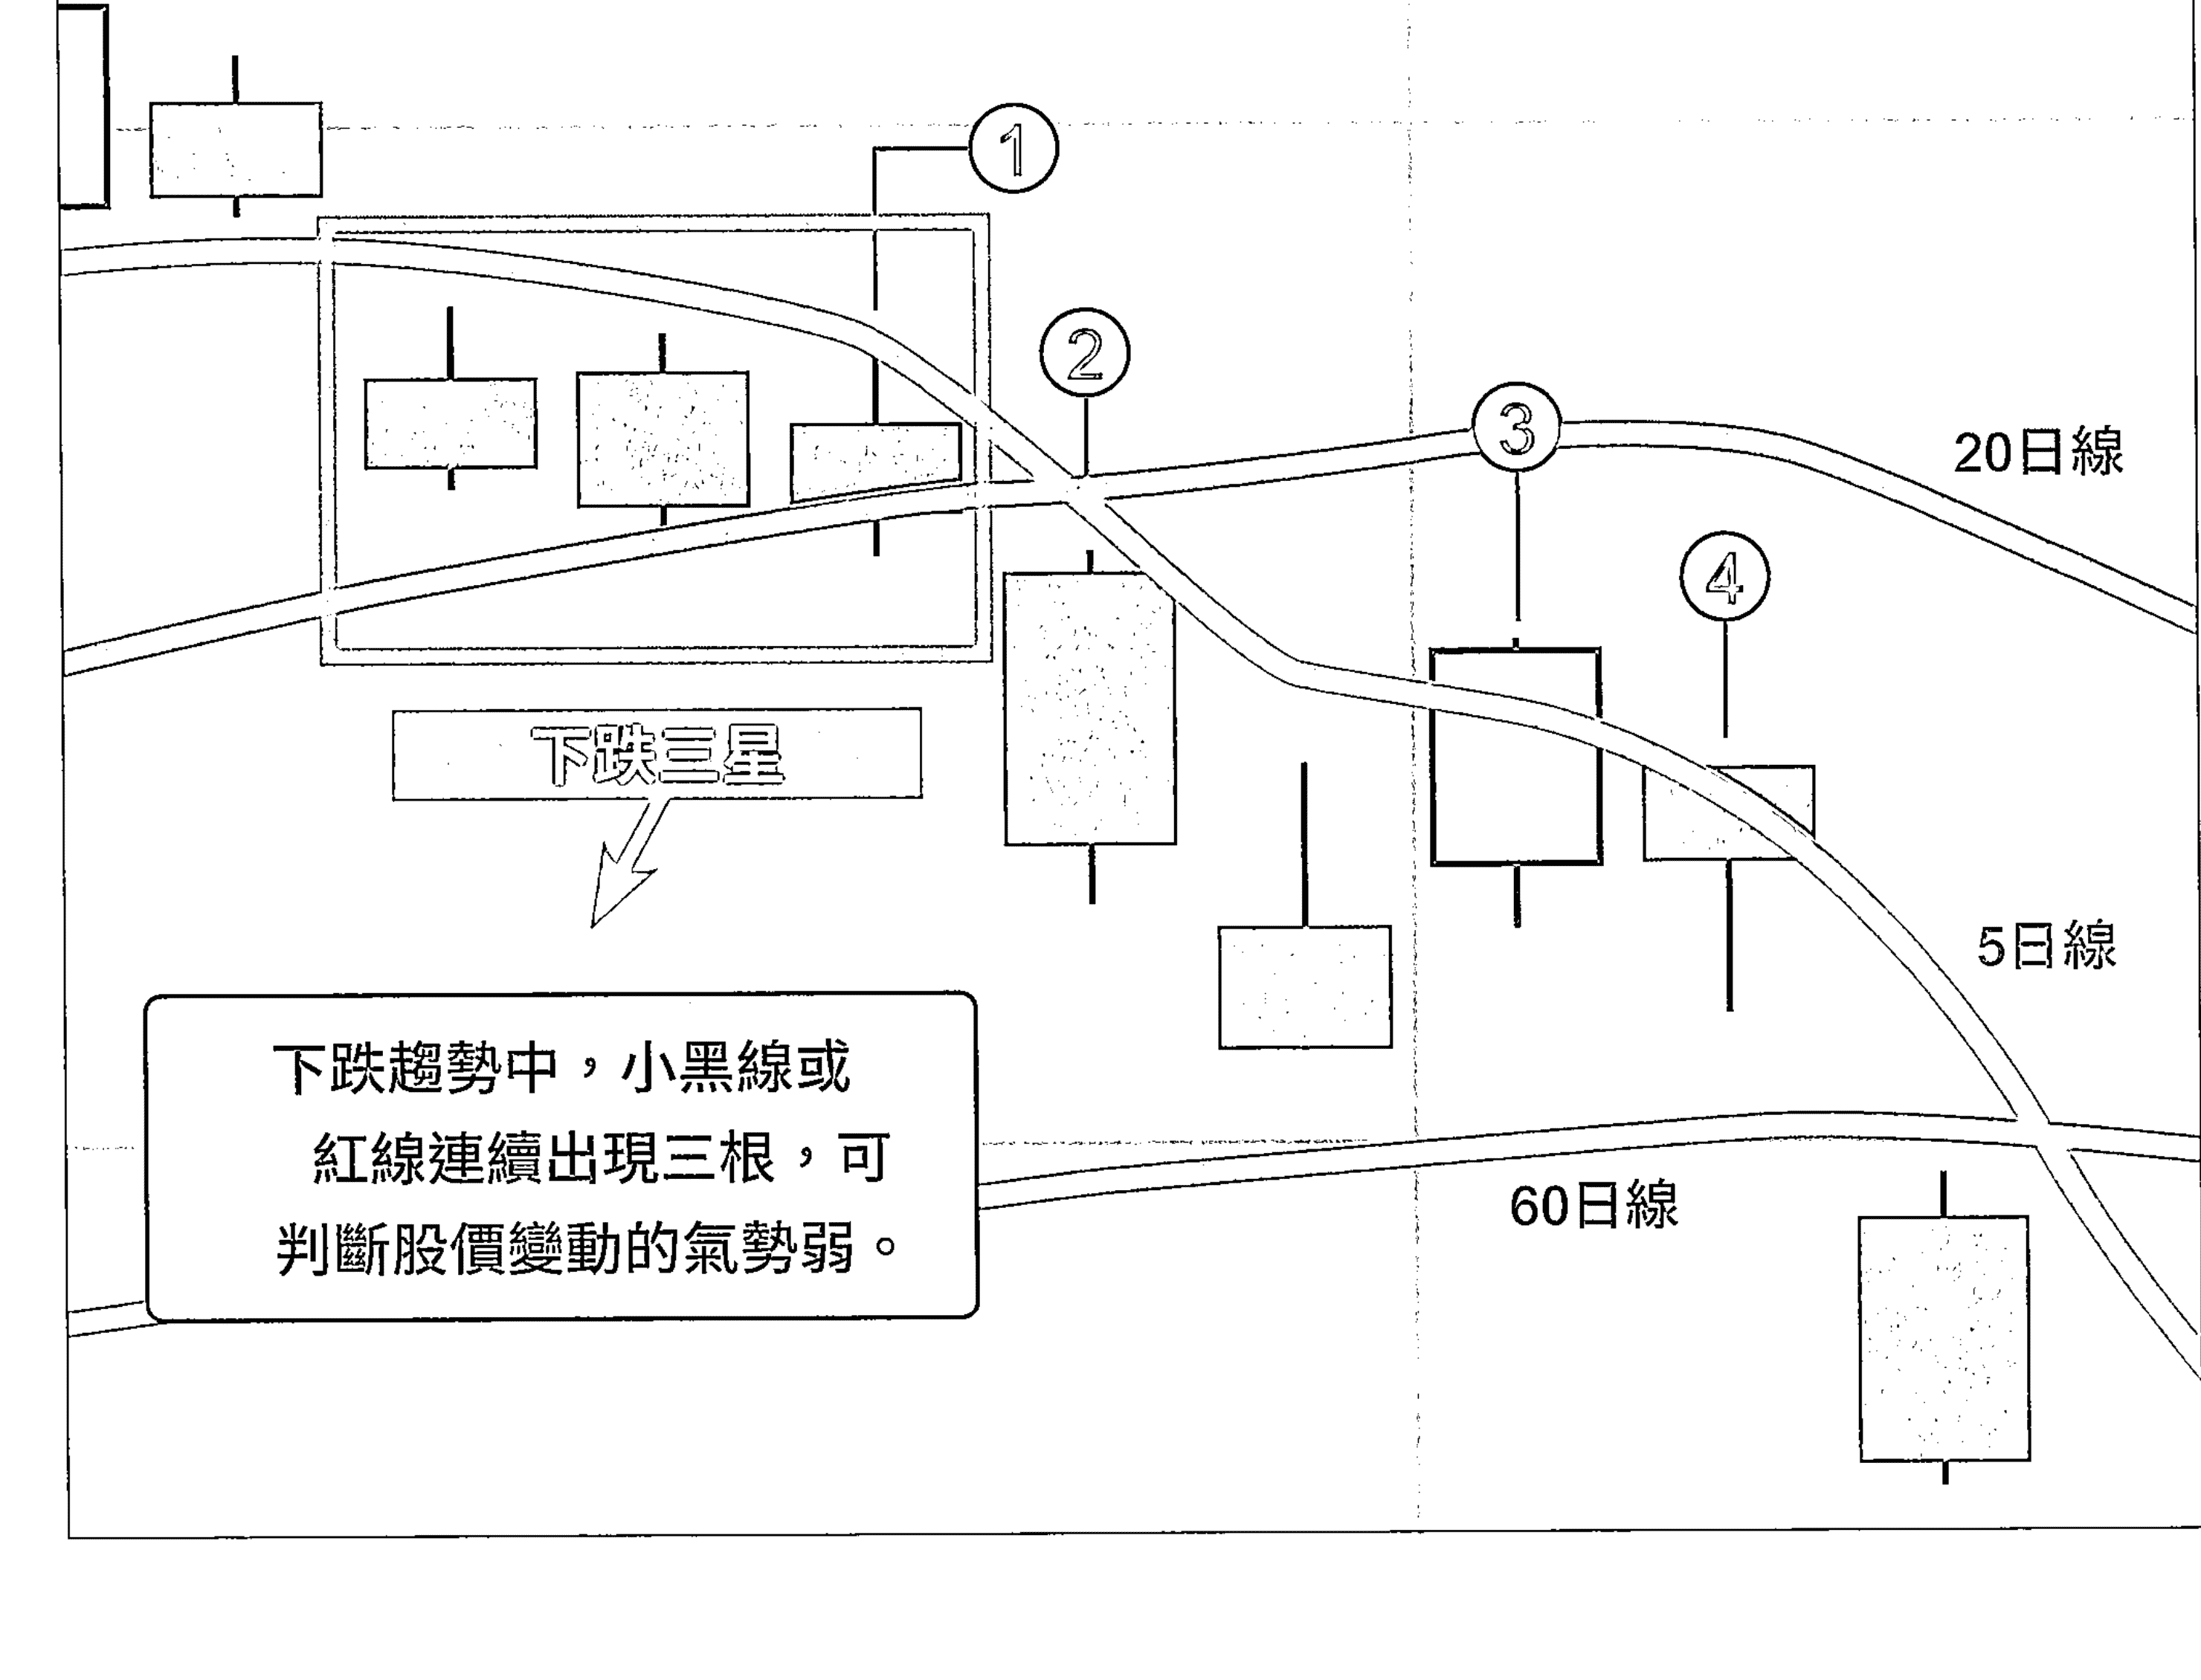 ①
②
③
20日線
④
下跌三星
5日線
下跌趨勢中，小黑線或
紅線連續出現三根，可
判斷股價變動的氣勢弱。
60日線